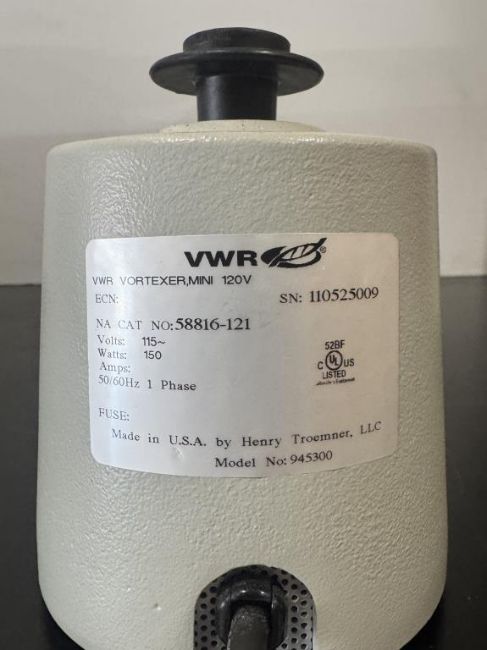 VWR®
VWR VORTEXER,MINI 120V
ECN:
SN: 110525009
NA CAT NO:58816-121
Volts: 115~
Watts: 150
Amps:
50/60Hz 1 Phase
52BF
C UL US
LISTED
FUSE:
Made in U.S.A. by Henry Troemner, LLC
Model No:945300